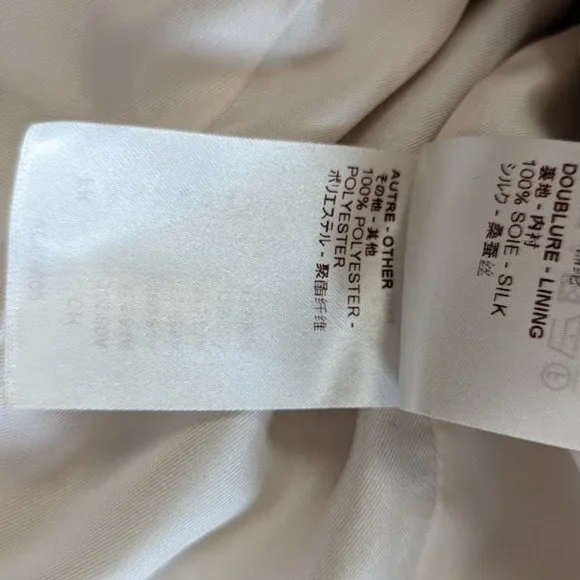 DOUBLURE - LINING
裏地 - 内衬
100% SOIE - SILK
シルク - 桑蚕丝
AUTRE - OTHER
その他 - 其他
100% POLYESTER -
POLYESTER
ポリエステル - 聚酯纤维